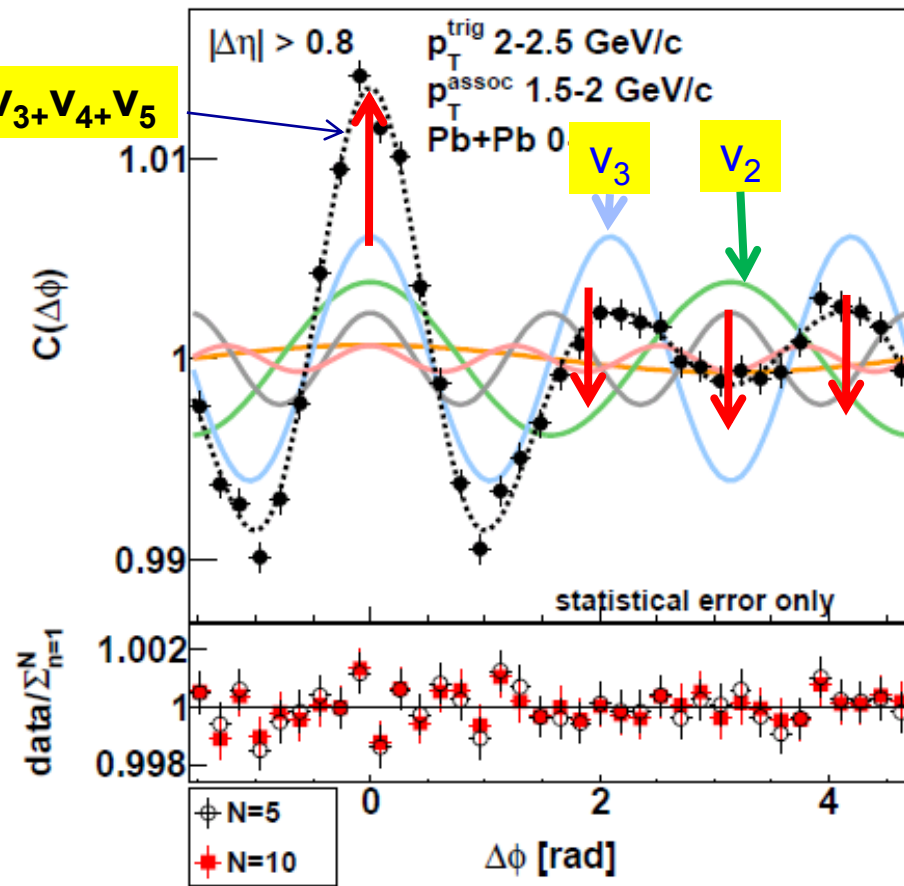 |Δη| > 0.8
p_T^trig 2-2.5 GeV/c
p_T^assoc 1.5-2 GeV/c
Pb+Pb 0
v₃₊v₄₊v₅
v₃
v₂
1.01
1
0.99
C(Δϕ)
statistical error only
1.002
1
0.998
data/Σ_{n=1}^N
0 2 4
Δϕ [rad]
N=5
N=10